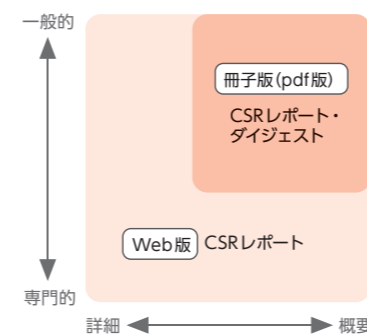 一般的
冊子版(pdf版)
CSRレポート・
ダイジェスト
Web版 CSRレポート
専門的
詳細 概要